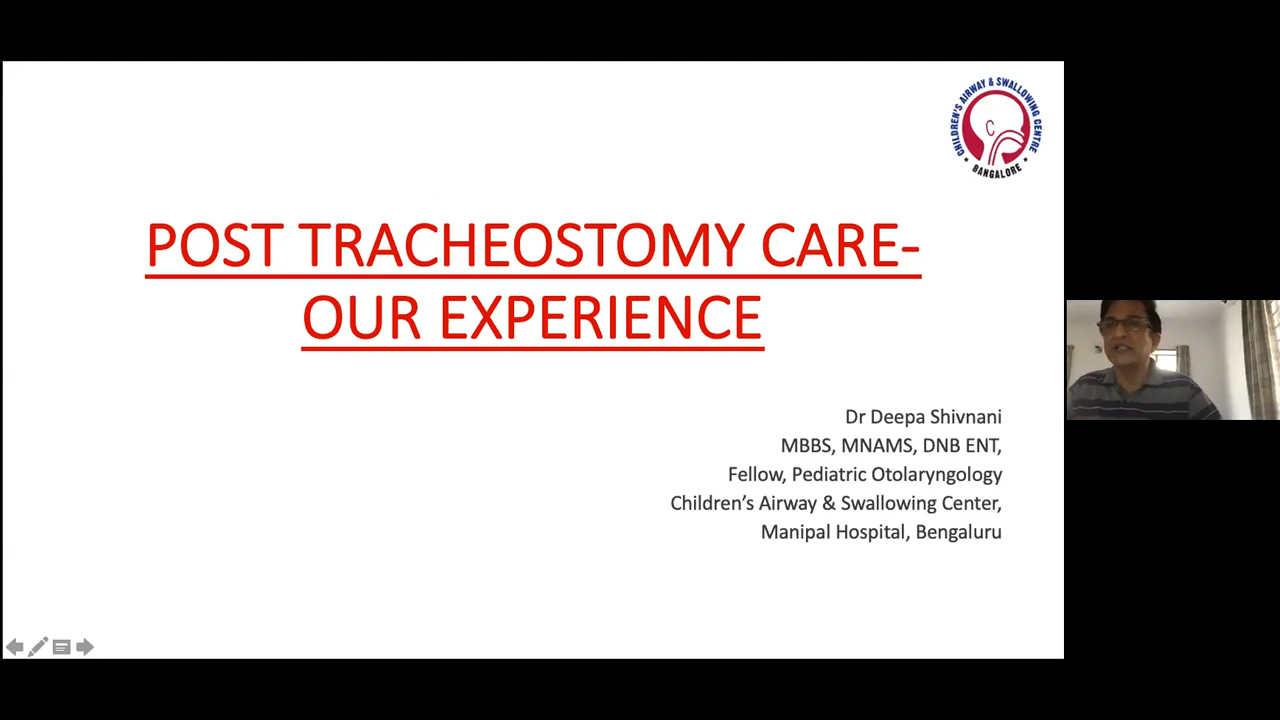 CHILDREN'S AIRWAY & SWALLOWING CENTRE
• BANGALORE •
POST TRACHEOSTOMY CARE-
OUR EXPERIENCE
Dr Deepa Shivnani
MBBS, MNAMS, DNB ENT,
Fellow, Pediatric Otolaryngology
Children’s Airway & Swallowing Center,
Manipal Hospital, Bengaluru